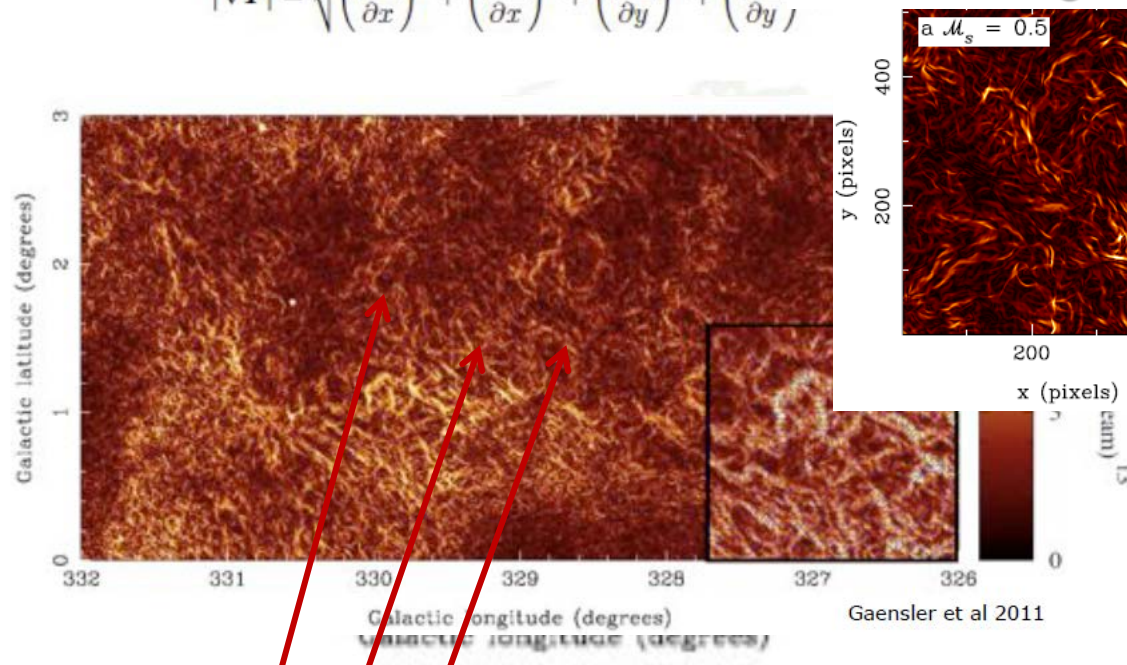 |∇P| = √(∂x) + (∂x) + (∂y) + (∂y)
a ℳs = 0.5
400
200
y (pixels)
200
x (pixels)
3
2
1
0
Galactic latitude (degrees)
332 331 330 329 328 327 326
Galactic longitude (degrees)
Galactic longitude (degrees)
0
Gaensler et al 2011